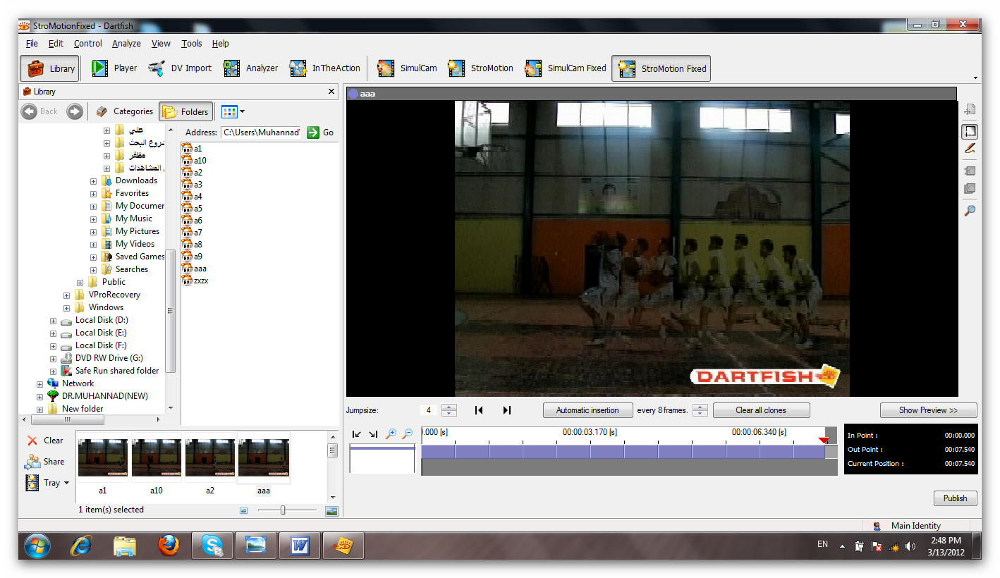 StroMotionFixed - Dartfish
File Edit Control Analyze View Tools Help
Library Player DV Import Analyzer InTheAction SimulCam StroMotion SimulCam Fixed StroMotion Fixed
Library
aaa
Back Categories Folders
Address: C:\Users\Muhannad Go
علي
شروع البحث
مظفر
المشاهدات
Downloads
Favorites
My Documen
My Music
My Pictures
My Videos
Saved Games
Searches
Public
VProRecovery
Windows
Local Disk (D:)
Local Disk (E:)
Local Disk (F:)
DVD RW Drive (G:)
Safe Run shared folder
Network
DR.MUHANNAD(NEW)
New folder
a1
a10
a2
a3
a4
a5
a6
a7
a8
a9
aaa
zxzx
DARTFISH
Jumpsize: 4 Automatic insertion every 8 frames. Clear all clones Show Preview >>
0.000 [s] 00:00:03.170 [s] 00:00:06.340 [s]
In Point : 00:00.000
Out Point : 00:07.540
Current Position : 00:07.540
Clear
Share
Tray
a1 a10 a2 aaa
1 item(s) selected
Publish
Main Identity
EN 2:48 PM
3/13/2012